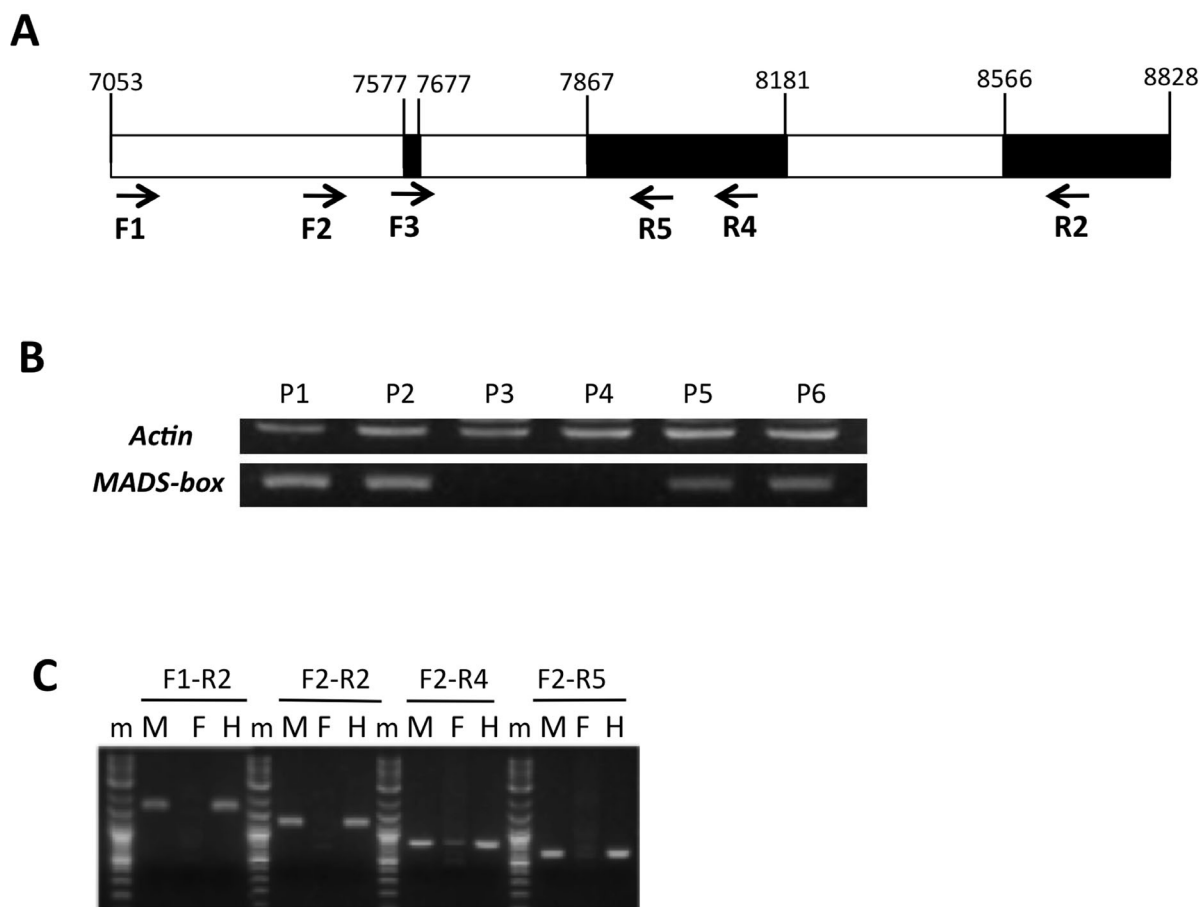 A
7053 7577 7677 7867 8181 8566 8828
F1 F2 F3 R5 R4 R2
B
P1 P2 P3 P4 P5 P6
Actin
MADS-box
C
F1-R2 F2-R2 F2-R4 F2-R5
m M F H m M F H m M F H m M F H